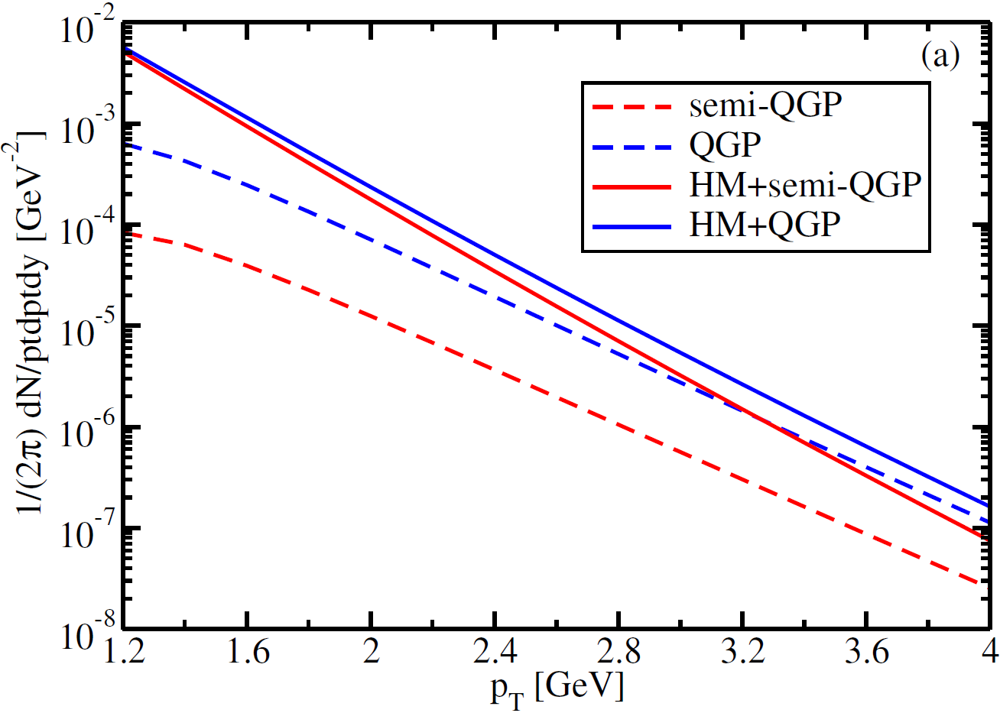 (a)
semi-QGP
QGP
HM+semi-QGP
HM+QGP
1/(2π) dN/ptdptdy [GeV⁻²]
10⁻²
10⁻³
10⁻⁴
10⁻⁵
10⁻⁶
10⁻⁷
10⁻⁸
1.2 1.6 2 2.4 2.8 3.2 3.6 4
p_T [GeV]